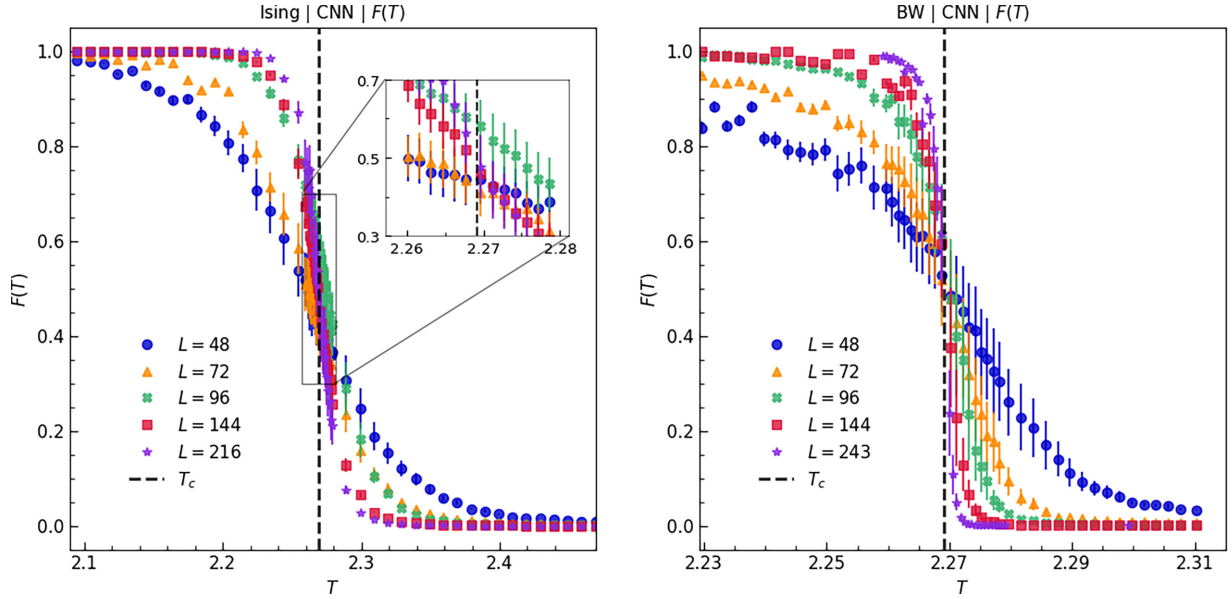 Ising | CNN | F(T)
F(T)
1.0
0.8
0.6
0.4
0.2
0.0
0.7
0.5
0.3
2.26
2.27
2.28
L = 48
L = 72
L = 96
L = 144
L = 216
T_c
2.1
2.2
2.3
2.4
T
BW | CNN | F(T)
F(T)
1.0
0.8
0.6
0.4
0.2
0.0
L = 48
L = 72
L = 96
L = 144
L = 243
T_c
2.23
2.25
2.27
2.29
2.31
T